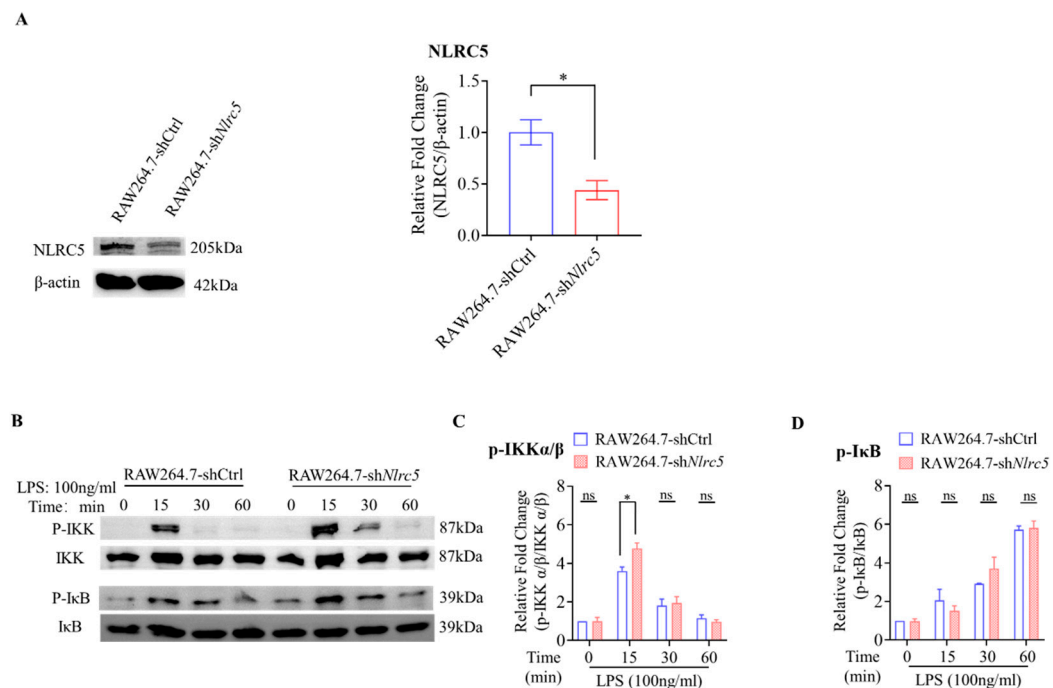 A
NLRC5
RAW264.7-shCtrl
RAW264.7-shNlrc5
NLRC5
205kDa
β-actin
42kDa
Relative Fold Change
(NLRC5/β-actin)
1.5
1.0
0.5
0.0
*
RAW264.7-shCtrl
RAW264.7-shNlrc5
B
RAW264.7-shCtrl
RAW264.7-shNlrc5
LPS: 100ng/ml
Time: min
0 15 30 60 0 15 30 60
P-IKK
87kDa
IKK
87kDa
P-IκB
39kDa
IκB
39kDa
C
p-IKKα/β
RAW264.7-shCtrl
RAW264.7-shNlrc5
Relative Fold Change
(p-IKK α/β/IKK α/β)
8
6
4
2
0
ns * ns ns
Time
(min)
0 15 30 60
LPS (100ng/ml)
D
p-IκB
RAW264.7-shCtrl
RAW264.7-shNlrc5
Relative Fold Change
(p-IκB/IκB)
8
6
4
2
0
ns ns ns ns
Time
(min)
0 15 30 60
LPS (100ng/ml)